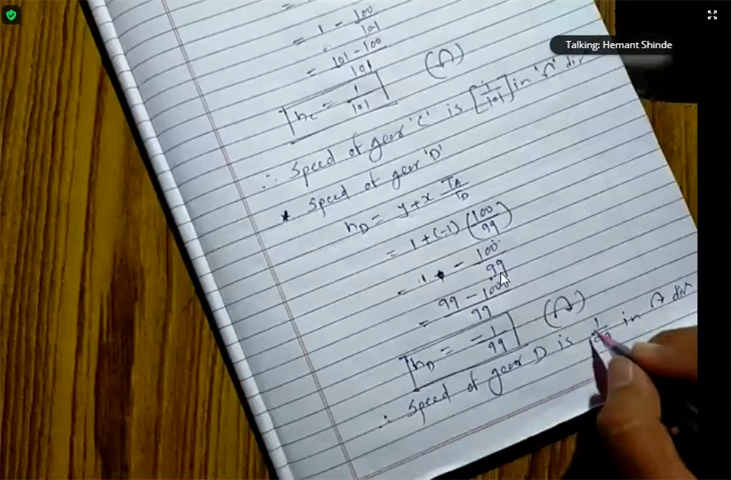 Talking: Hemant Shinde
= 1 - 100/101
= 101-100/101
n_C = 1/101 (A)
∴ Speed of gear 'C' is [1/101] in 'A' dir
* Speed of gear 'D'
n_D = y+x T_A/T_D
= 1+(-1) (100/99)
= 1 - 100/99
= 99-100/99
n_D = -1/99 (A)
∴ Speed of gear D is 1/99 in A dir